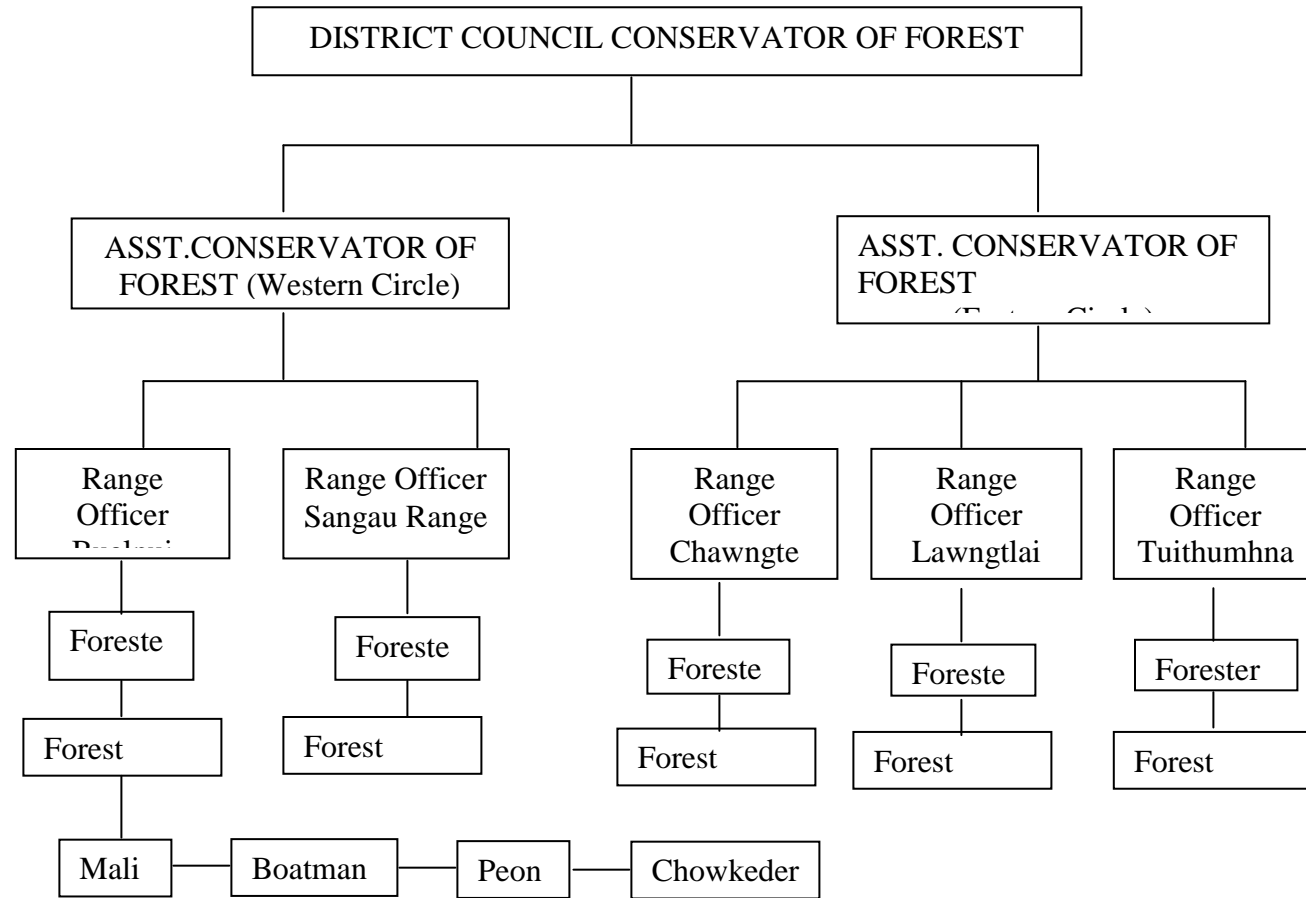 DISTRICT COUNCIL CONSERVATOR OF FOREST
ASST.CONSERVATOR OF
FOREST (Western Circle)
ASST. CONSERVATOR OF
FOREST
Range
Officer
Range Officer
Sangau Range
Range
Officer
Chawngte
Range
Officer
Lawngtlai
Range
Officer
Tuithumhna
Foreste
Foreste
Foreste
Foreste
Forester
Forest
Forest
Forest
Forest
Forest
Mali
Boatman
Peon
Chowkeder